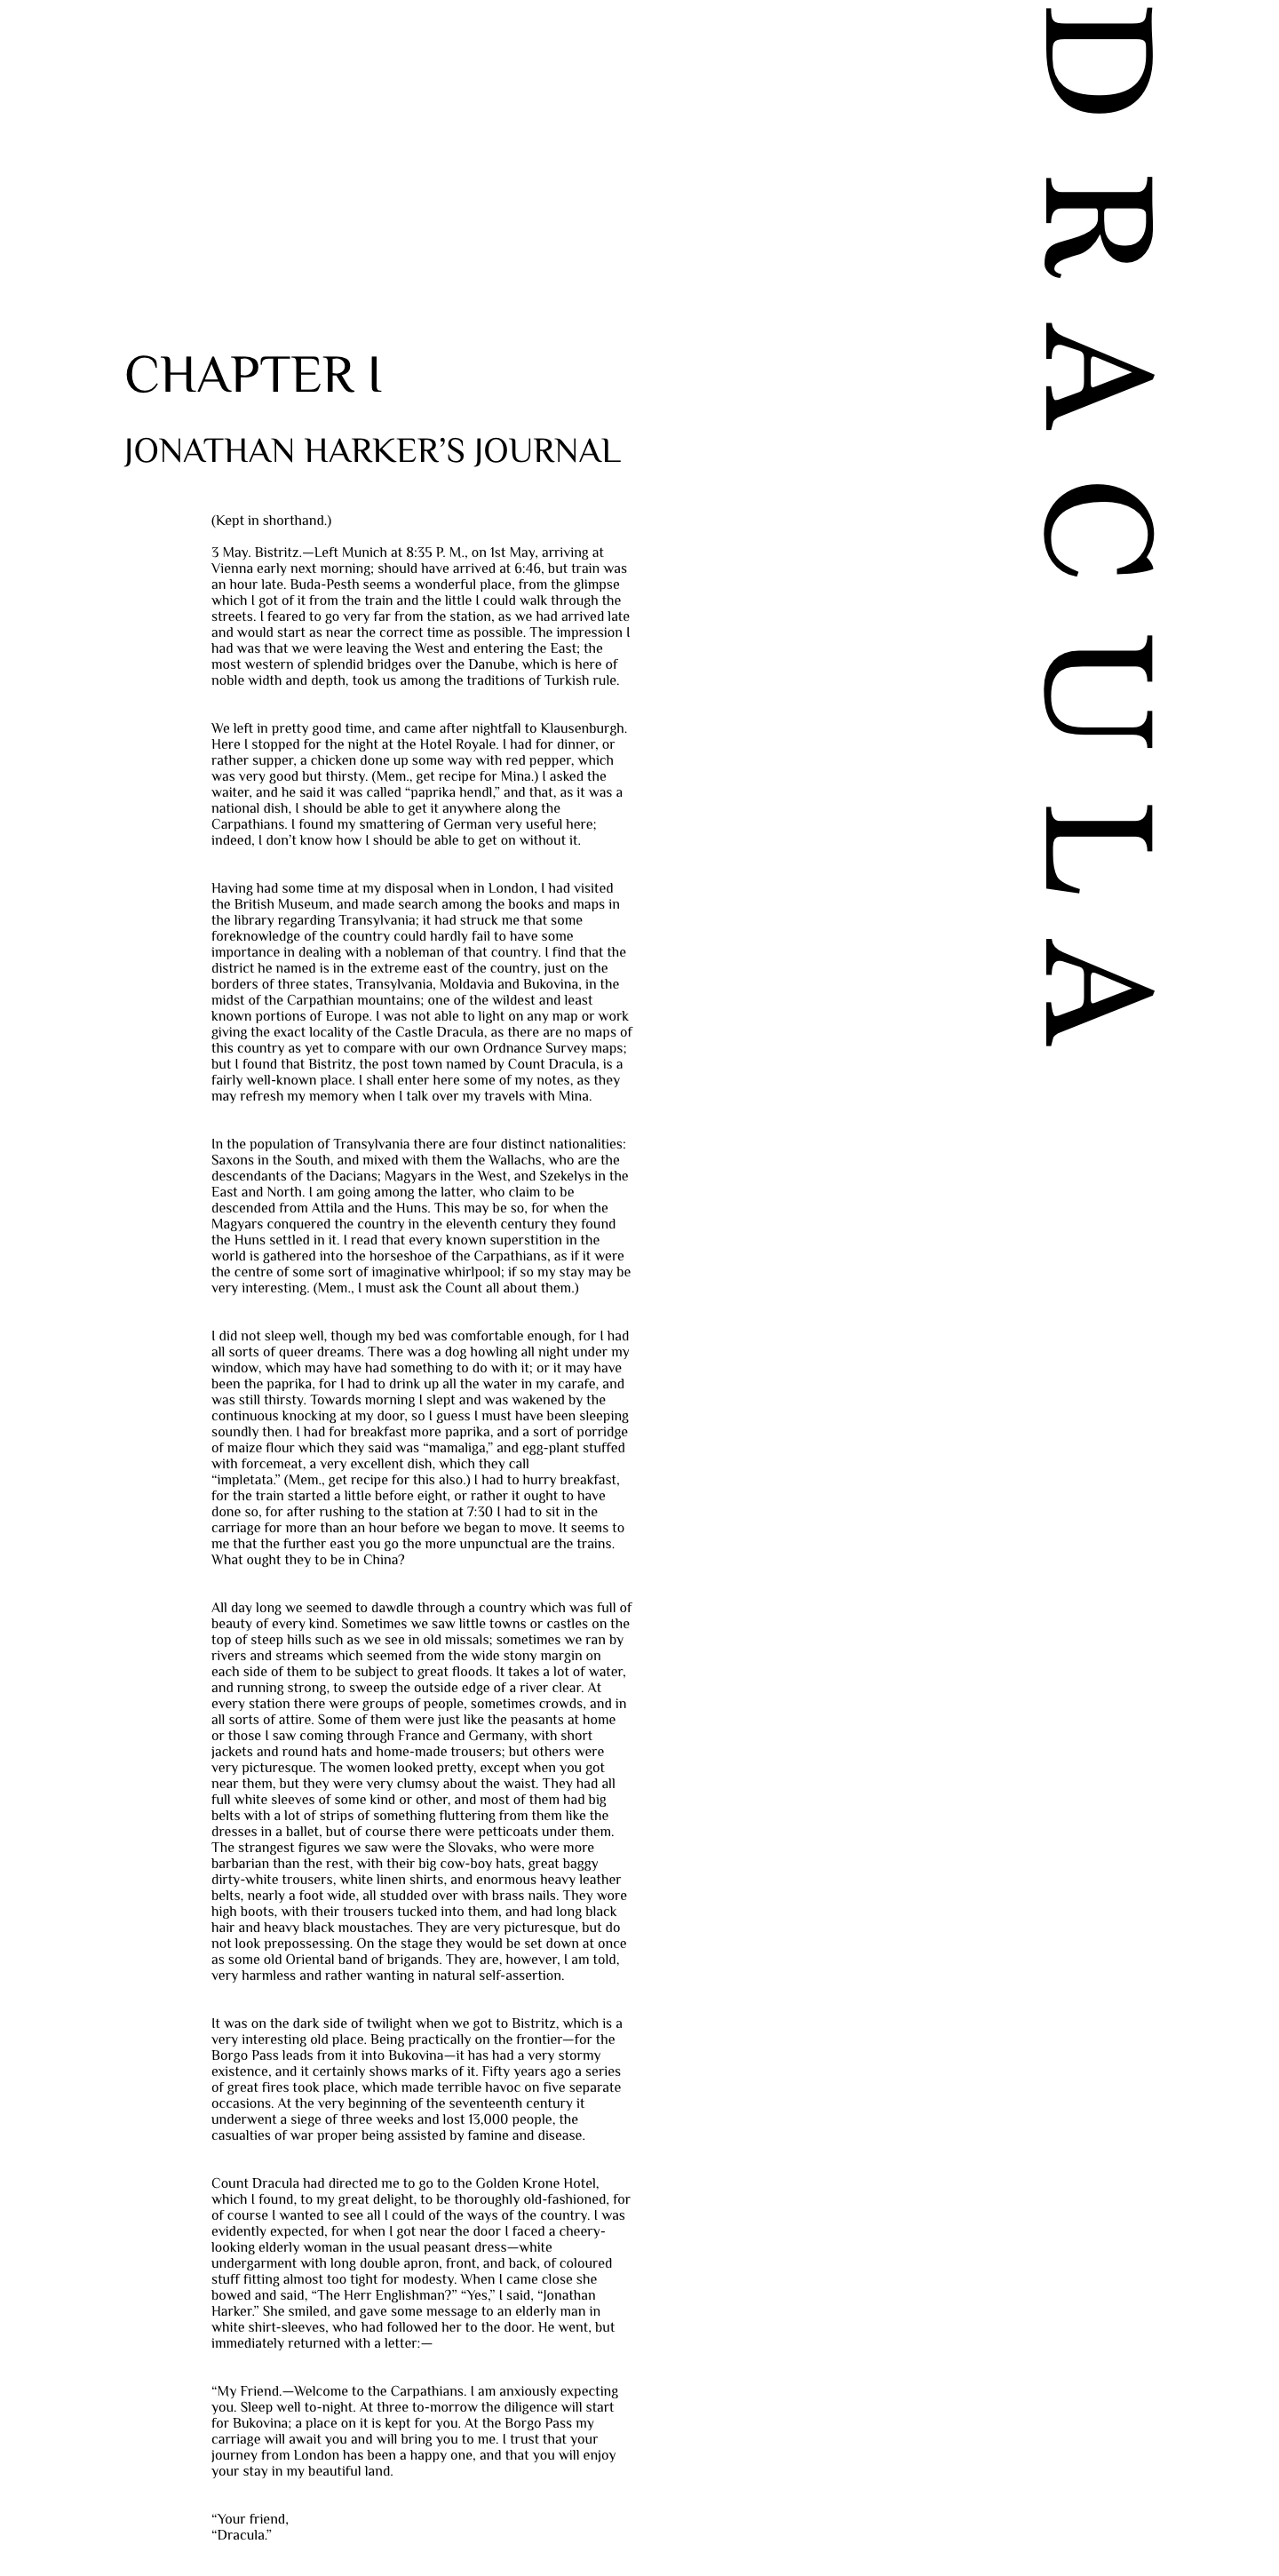 DRACULA
CHAPTER I
JONATHAN HARKER’S JOURNAL
(Kept in shorthand.)
3 May. Bistritz.—Left Munich at 8:35 P. M., on 1st May, arriving at
Vienna early next morning; should have arrived at 6:46, but train was
an hour late. Buda-Pesth seems a wonderful place, from the glimpse
which I got of it from the train and the little I could walk through the
streets. I feared to go very far from the station, as we had arrived late
and would start as near the correct time as possible. The impression I
had was that we were leaving the West and entering the East; the
most western of splendid bridges over the Danube, which is here of
noble width and depth, took us among the traditions of Turkish rule.
We left in pretty good time, and came after nightfall to Klausenburgh.
Here I stopped for the night at the Hotel Royale. I had for dinner, or
rather supper, a chicken done up some way with red pepper, which
was very good but thirsty. (Mem., get recipe for Mina.) I asked the
waiter, and he said it was called “paprika hendl,” and that, as it was a
national dish, I should be able to get it anywhere along the
Carpathians. I found my smattering of German very useful here;
indeed, I don’t know how I should be able to get on without it.
Having had some time at my disposal when in London, I had visited
the British Museum, and made search among the books and maps in
the library regarding Transylvania; it had struck me that some
foreknowledge of the country could hardly fail to have some
importance in dealing with a nobleman of that country. I find that the
district he named is in the extreme east of the country, just on the
borders of three states, Transylvania, Moldavia and Bukovina, in the
midst of the Carpathian mountains; one of the wildest and least
known portions of Europe. I was not able to light on any map or work
giving the exact locality of the Castle Dracula, as there are no maps of
this country as yet to compare with our own Ordnance Survey maps;
but I found that Bistritz, the post town named by Count Dracula, is a
fairly well-known place. I shall enter here some of my notes, as they
may refresh my memory when I talk over my travels with Mina.
In the population of Transylvania there are four distinct nationalities:
Saxons in the South, and mixed with them the Wallachs, who are the
descendants of the Dacians; Magyars in the West, and Szekelys in the
East and North. I am going among the latter, who claim to be
descended from Attila and the Huns. This may be so, for when the
Magyars conquered the country in the eleventh century they found
the Huns settled in it. I read that every known superstition in the
world is gathered into the horseshoe of the Carpathians, as if it were
the centre of some sort of imaginative whirlpool; if so my stay may be
very interesting. (Mem., I must ask the Count all about them.)
I did not sleep well, though my bed was comfortable enough, for I had
all sorts of queer dreams. There was a dog howling all night under my
window, which may have had something to do with it; or it may have
been the paprika, for I had to drink up all the water in my carafe, and
was still thirsty. Towards morning I slept and was wakened by the
continuous knocking at my door, so I guess I must have been sleeping
soundly then. I had for breakfast more paprika, and a sort of porridge
of maize flour which they said was “mamaliga,” and egg-plant stuffed
with forcemeat, a very excellent dish, which they call
“impletata.” (Mem., get recipe for this also.) I had to hurry breakfast,
for the train started a little before eight, or rather it ought to have
done so, for after rushing to the station at 7:30 I had to sit in the
carriage for more than an hour before we began to move. It seems to
me that the further east you go the more unpunctual are the trains.
What ought they to be in China?
All day long we seemed to dawdle through a country which was full of
beauty of every kind. Sometimes we saw little towns or castles on the
top of steep hills such as we see in old missals; sometimes we ran by
rivers and streams which seemed from the wide stony margin on
each side of them to be subject to great floods. It takes a lot of water,
and running strong, to sweep the outside edge of a river clear. At
every station there were groups of people, sometimes crowds, and in
all sorts of attire. Some of them were just like the peasants at home
or those I saw coming through France and Germany, with short
jackets and round hats and home-made trousers; but others were
very picturesque. The women looked pretty, except when you got
near them, but they were very clumsy about the waist. They had all
full white sleeves of some kind or other, and most of them had big
belts with a lot of strips of something fluttering from them like the
dresses in a ballet, but of course there were petticoats under them.
The strangest figures we saw were the Slovaks, who were more
barbarian than the rest, with their big cow-boy hats, great baggy
dirty-white trousers, white linen shirts, and enormous heavy leather
belts, nearly a foot wide, all studded over with brass nails. They wore
high boots, with their trousers tucked into them, and had long black
hair and heavy black moustaches. They are very picturesque, but do
not look prepossessing. On the stage they would be set down at once
as some old Oriental band of brigands. They are, however, I am told,
very harmless and rather wanting in natural self-assertion.
It was on the dark side of twilight when we got to Bistritz, which is a
very interesting old place. Being practically on the frontier—for the
Borgo Pass leads from it into Bukovina—it has had a very stormy
existence, and it certainly shows marks of it. Fifty years ago a series
of great fires took place, which made terrible havoc on five separate
occasions. At the very beginning of the seventeenth century it
underwent a siege of three weeks and lost 13,000 people, the
casualties of war proper being assisted by famine and disease.
Count Dracula had directed me to go to the Golden Krone Hotel,
which I found, to my great delight, to be thoroughly old-fashioned, for
of course I wanted to see all I could of the ways of the country. I was
evidently expected, for when I got near the door I faced a cheery-
looking elderly woman in the usual peasant dress—white
undergarment with long double apron, front, and back, of coloured
stuff fitting almost too tight for modesty. When I came close she
bowed and said, “The Herr Englishman?” “Yes,” I said, “Jonathan
Harker.” She smiled, and gave some message to an elderly man in
white shirt-sleeves, who had followed her to the door. He went, but
immediately returned with a letter:—
“My Friend.—Welcome to the Carpathians. I am anxiously expecting
you. Sleep well to-night. At three to-morrow the diligence will start
for Bukovina; a place on it is kept for you. At the Borgo Pass my
carriage will await you and will bring you to me. I trust that your
journey from London has been a happy one, and that you will enjoy
your stay in my beautiful land.
“Your friend,
“Dracula.”